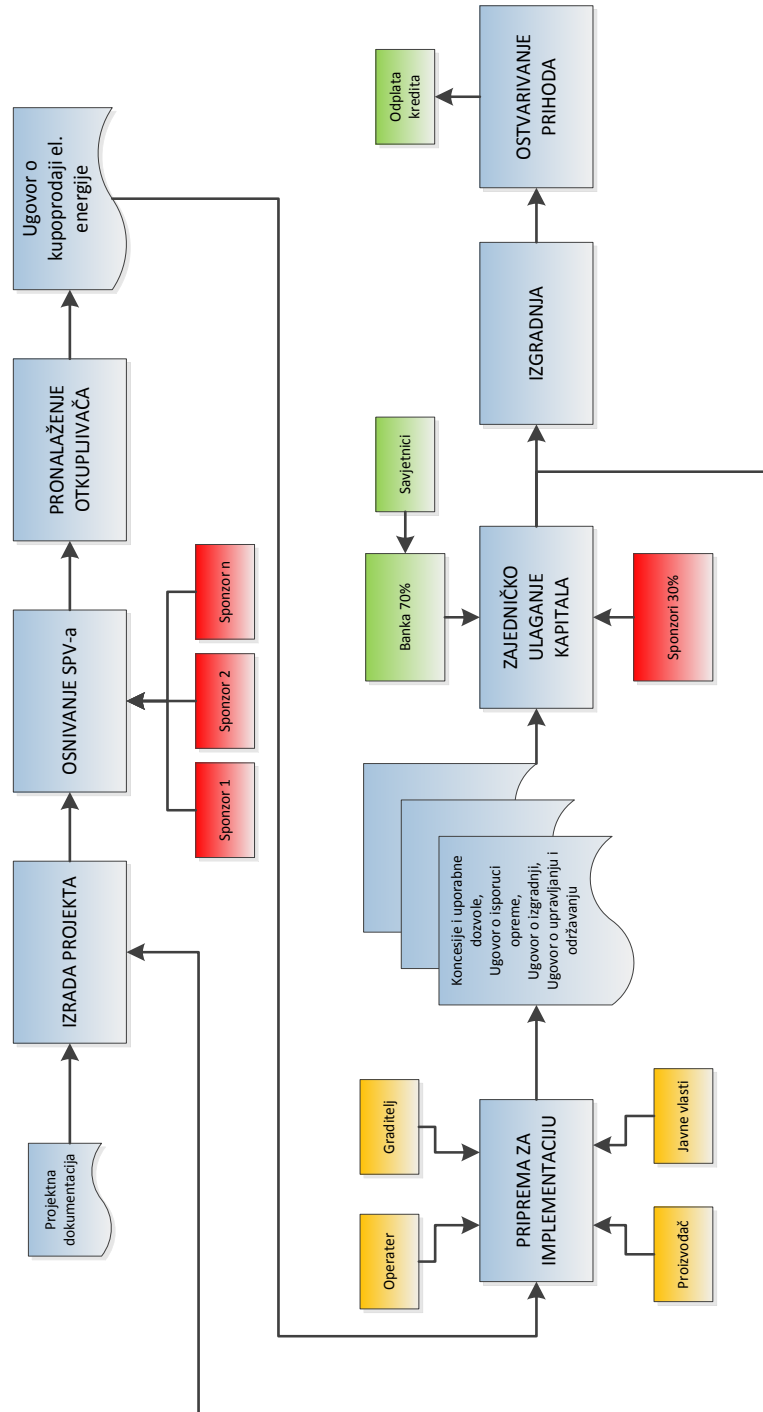 Projektna
dokumentacija
IZRADA PROJEKTA
OSNIVANJE SPV-a
Sponzor 1
Sponzor 2
Sponzor n
PRONALAŽENJE
OTKUPLJIVAČA
Ugovor o
kupoprodaji el.
energije
Operater
Graditelj
PRIPREMA ZA
IMPLEMENTACIJU
Proizvođač
Javne vlasti
Koncesije i uporabne
dozvole,
Ugovor o isporuci
opreme,
Ugovor o izgradnji,
Ugovor o upravljanju i
održavanju
Banka 70%
Savjetnici
ZAJEDNIČKO
ULAGANJE
KAPITALA
Sponzori 30%
IZGRADNJA
OSTVARIVANJE
PRIHODA
Odplata
kredita